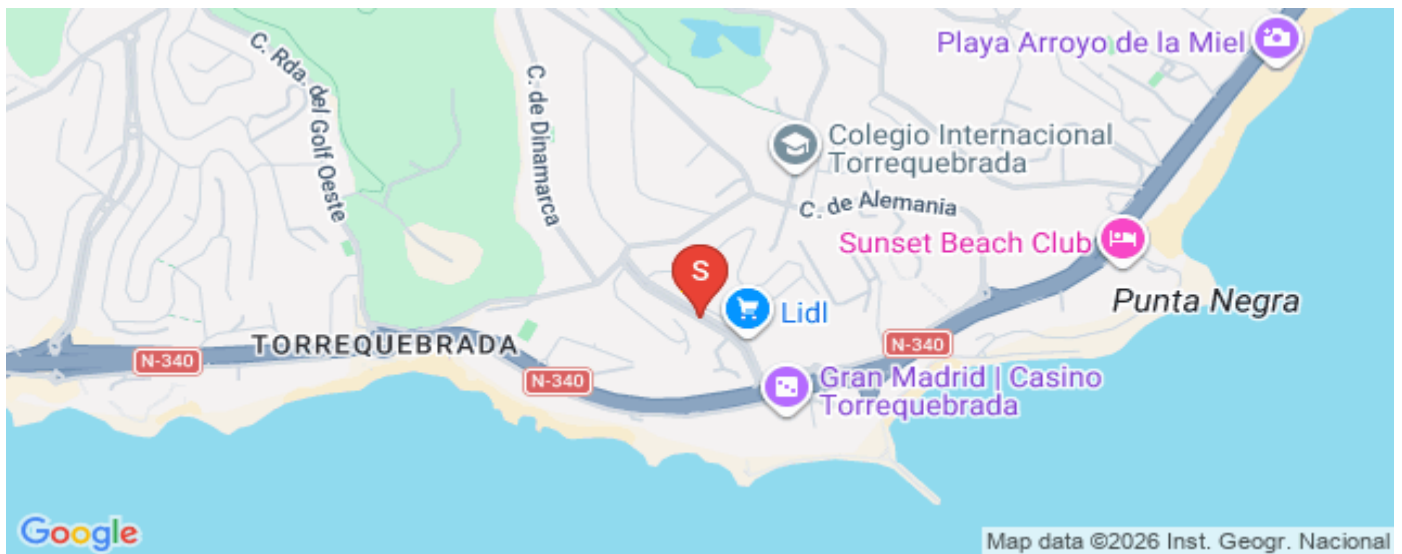 Playa Arroyo de la Miel
C. Rda. del Golf Oeste
C. de Dinamarca
Colegio Internacional
Torrequebrada
C. de Alemania
Sunset Beach Club
S
Punta Negra
Lidl
TORREQUEBRADA
N-340
N-340
N-340
Gran Madrid | Casino
Torrequebrada
Google
Map data ©2026 Inst. Geogr. Nacional